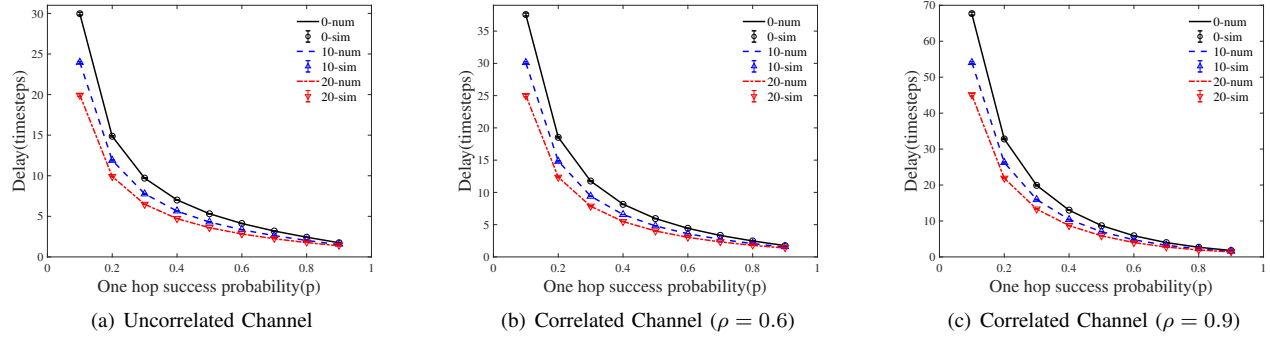 30
25
20
15
10
5
0
0
0.2
0.4
0.6
0.8
1
Delay(timesteps)
One hop success probability(p)
0-num
0-sim
10-num
10-sim
20-num
20-sim
(a) Uncorrelated Channel
40
35
30
25
20
15
10
5
0
0
0.2
0.4
0.6
0.8
1
Delay(timesteps)
One hop success probability(p)
0-num
0-sim
10-num
10-sim
20-num
20-sim
(b) Correlated Channel (ρ = 0.6)
70
60
50
40
30
20
10
0
0
0.2
0.4
0.6
0.8
1
Delay(timesteps)
One hop success probability(p)
0-num
0-sim
10-num
10-sim
20-num
20-sim
(c) Correlated Channel (ρ = 0.9)